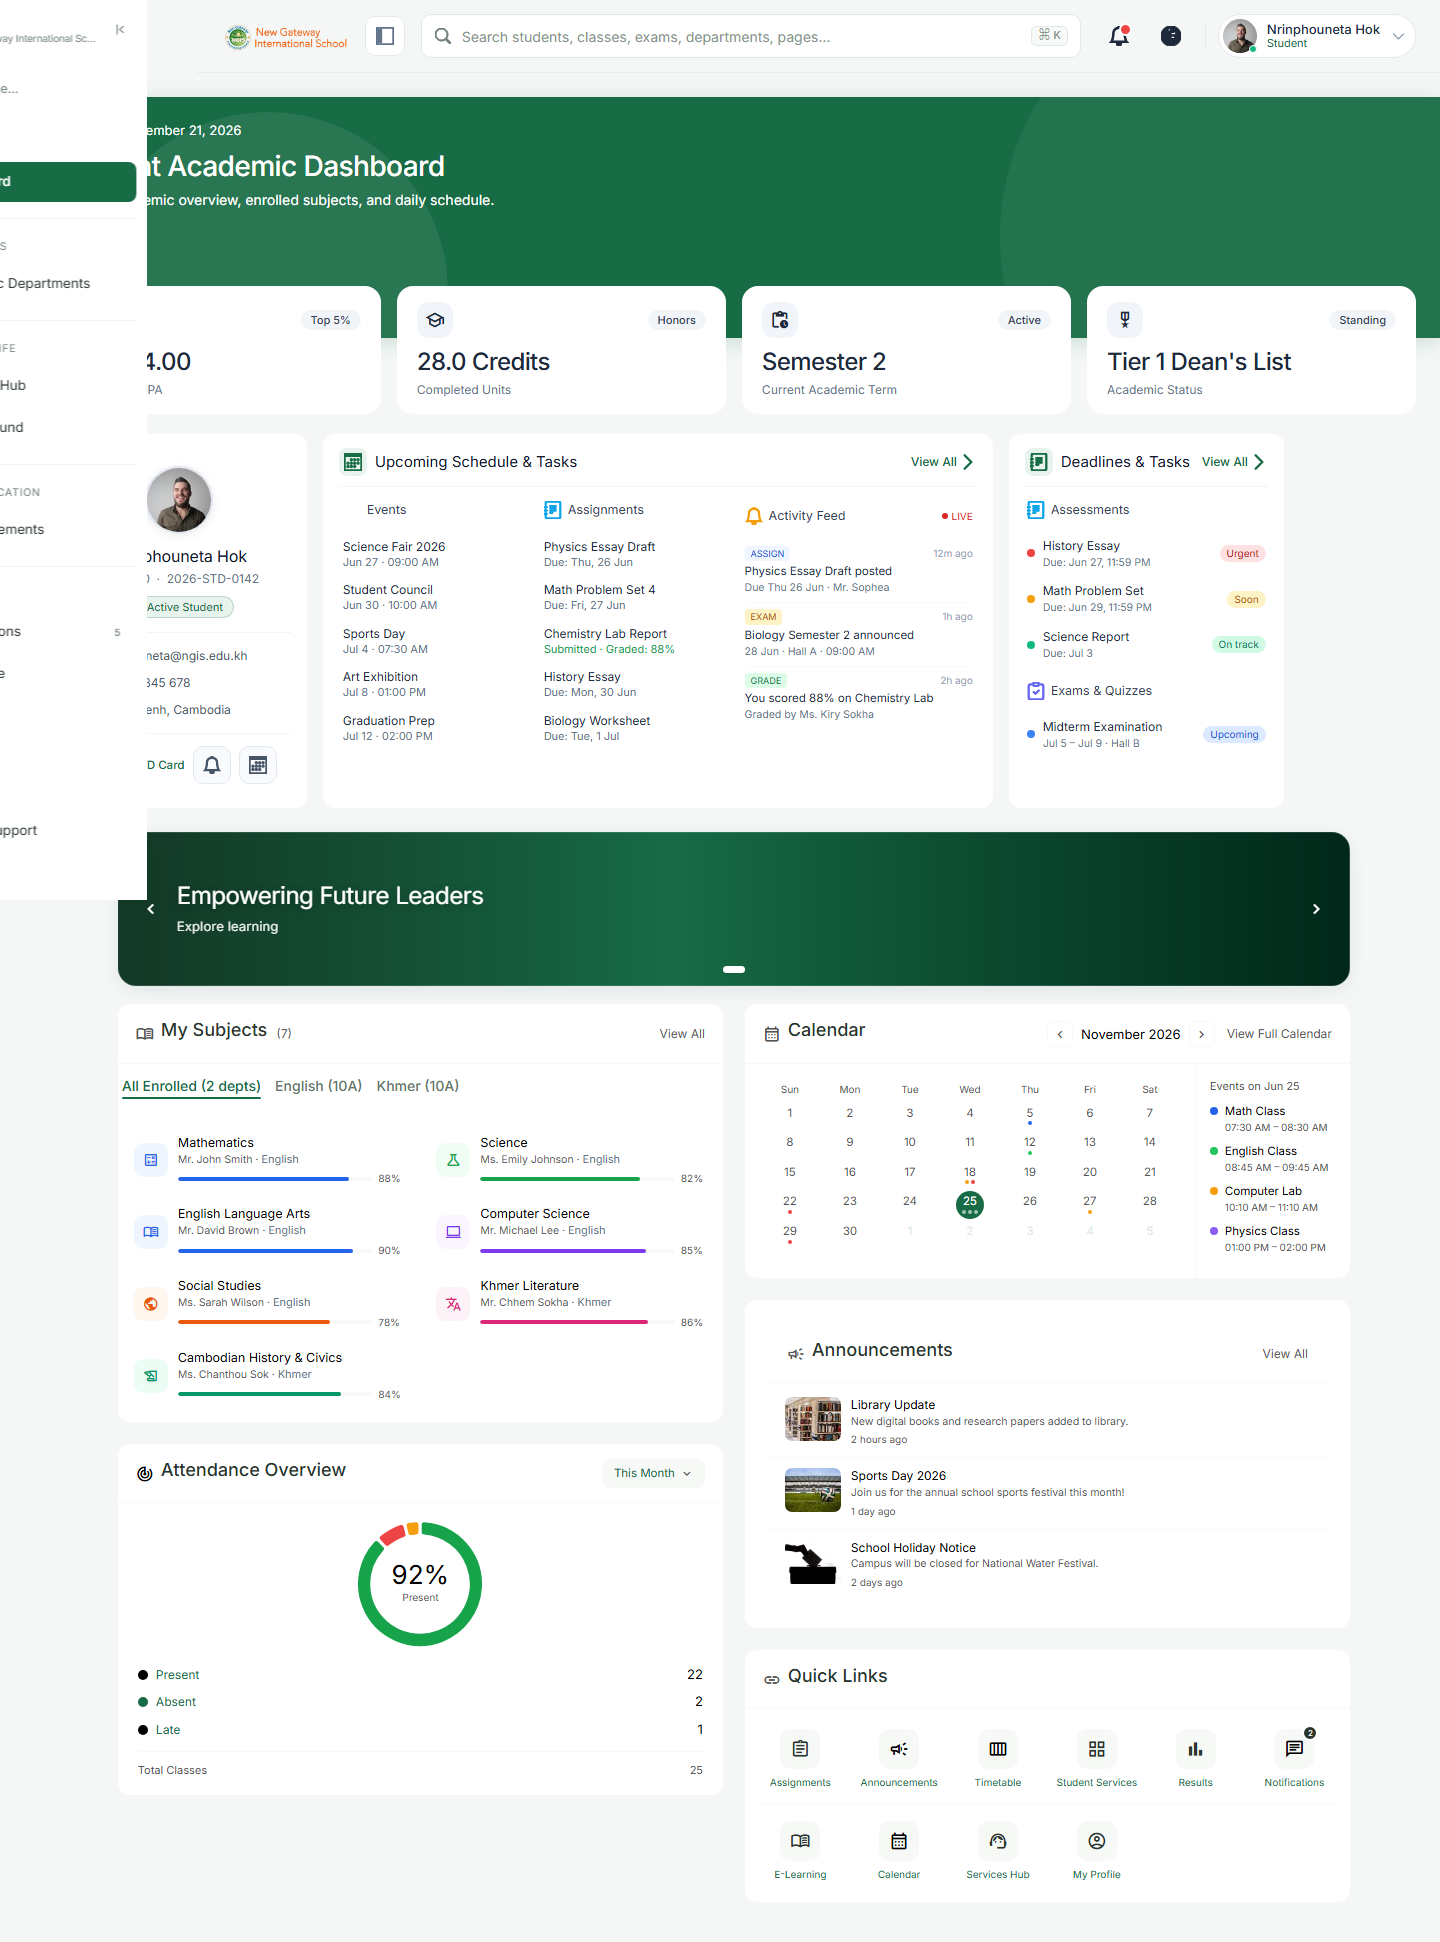 way International Sc...
New Gateway
International School
Search students, classes, exams, departments, pages...
⌘ K
Nrinphouneta Hok
Student
e...
rd
S
c Departments
IFE
Hub
und
CATION
ements
ons
5
e
upport
ember 21, 2026
nt Academic Dashboard
emic overview, enrolled subjects, and daily schedule.
Top 5%
4.00
PA
Honors
28.0 Credits
Completed Units
Active
Semester 2
Current Academic Term
Standing
Tier 1 Dean's List
Academic Status
phouneta Hok
· 2026-STD-0142
Active Student
neta@ngis.edu.kh
345 678
enh, Cambodia
D Card
Upcoming Schedule & Tasks
View All
Events
Science Fair 2026
Jun 27 · 09:00 AM
Student Council
Jun 30 · 10:00 AM
Sports Day
Jul 4 · 07:30 AM
Art Exhibition
Jul 8 · 01:00 PM
Graduation Prep
Jul 12 · 02:00 PM
Assignments
Physics Essay Draft
Due: Thu, 26 Jun
Math Problem Set 4
Due: Fri, 27 Jun
Chemistry Lab Report
Submitted · Graded: 88%
History Essay
Due: Mon, 30 Jun
Biology Worksheet
Due: Tue, 1 Jul
Activity Feed
LIVE
ASSIGN
12m ago
Physics Essay Draft posted
Due Thu 26 Jun · Mr. Sophea
EXAM
1h ago
Biology Semester 2 announced
28 Jun · Hall A · 09:00 AM
GRADE
2h ago
You scored 88% on Chemistry Lab
Graded by Ms. Kiry Sokha
Deadlines & Tasks
View All
Assessments
History Essay
Due: Jun 27, 11:59 PM
Urgent
Math Problem Set
Due: Jun 29, 11:59 PM
Soon
Science Report
Due: Jul 3
On track
Exams & Quizzes
Midterm Examination
Jul 5 – Jul 9 · Hall B
Upcoming
Empowering Future Leaders
Explore learning
My Subjects (7)
View All
All Enrolled (2 depts) English (10A) Khmer (10A)
Mathematics
Mr. John Smith · English
88%
Science
Ms. Emily Johnson · English
82%
English Language Arts
Mr. David Brown · English
90%
Computer Science
Mr. Michael Lee · English
85%
Social Studies
Ms. Sarah Wilson · English
78%
Khmer Literature
Mr. Chhem Sokha · Khmer
86%
Cambodian History & Civics
Ms. Chanthou Sok · Khmer
84%
Attendance Overview
This Month
92%
Present
Present 22
Absent 2
Late 1
Total Classes 25
Calendar
November 2026
View Full Calendar
Sun Mon Tue Wed Thu Fri Sat
1 2 3 4 5 6 7
8 9 10 11 12 13 14
15 16 17 18 19 20 21
22 23 24 25 26 27 28
29 30 1 2 3 4 5
Events on Jun 25
Math Class
07:30 AM – 08:30 AM
English Class
08:45 AM – 09:45 AM
Computer Lab
10:10 AM – 11:10 AM
Physics Class
01:00 PM – 02:00 PM
Announcements
View All
Library Update
New digital books and research papers added to library.
2 hours ago
Sports Day 2026
Join us for the annual school sports festival this month!
1 day ago
School Holiday Notice
Campus will be closed for National Water Festival.
2 days ago
Quick Links
2
Assignments Announcements Timetable Student Services Results Notifications
E-Learning Calendar Services Hub My Profile